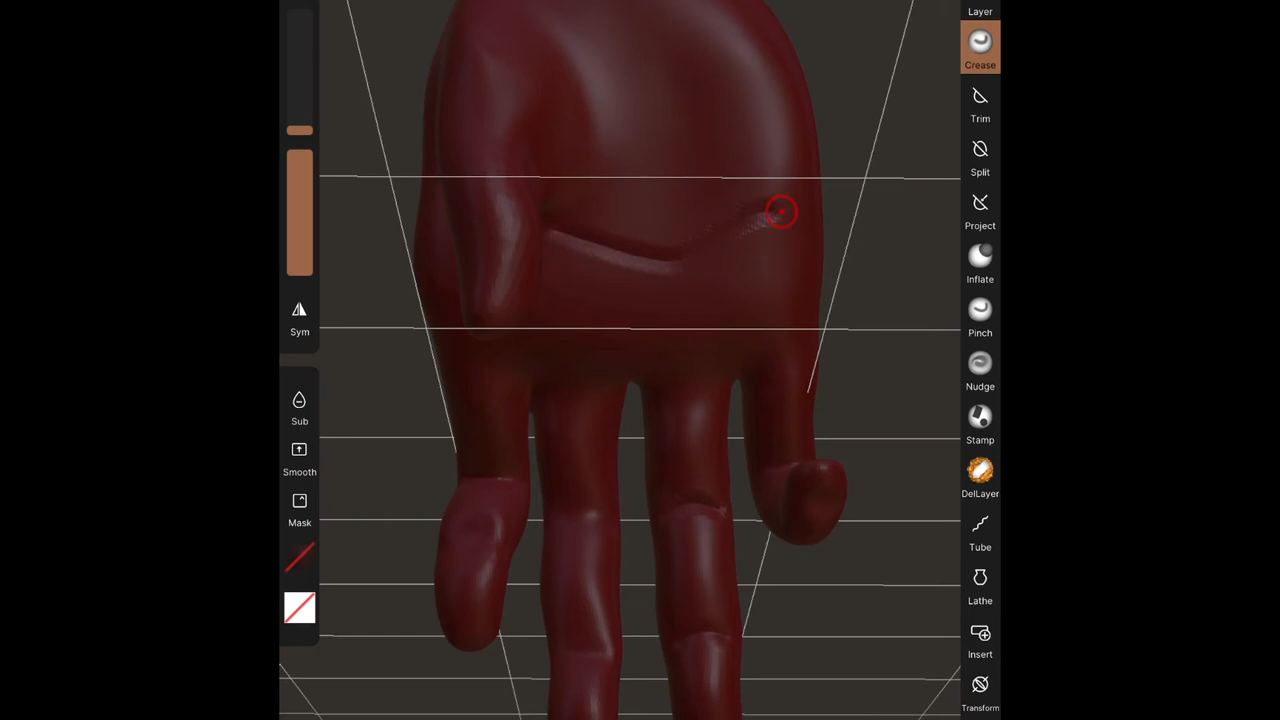 Layer
Crease
Trim
Split
Project
Inflate
Pinch
Nudge
Stamp
DelLayer
Tube
Lathe
Insert
Transform
Sym
Sub
Smooth
Mask